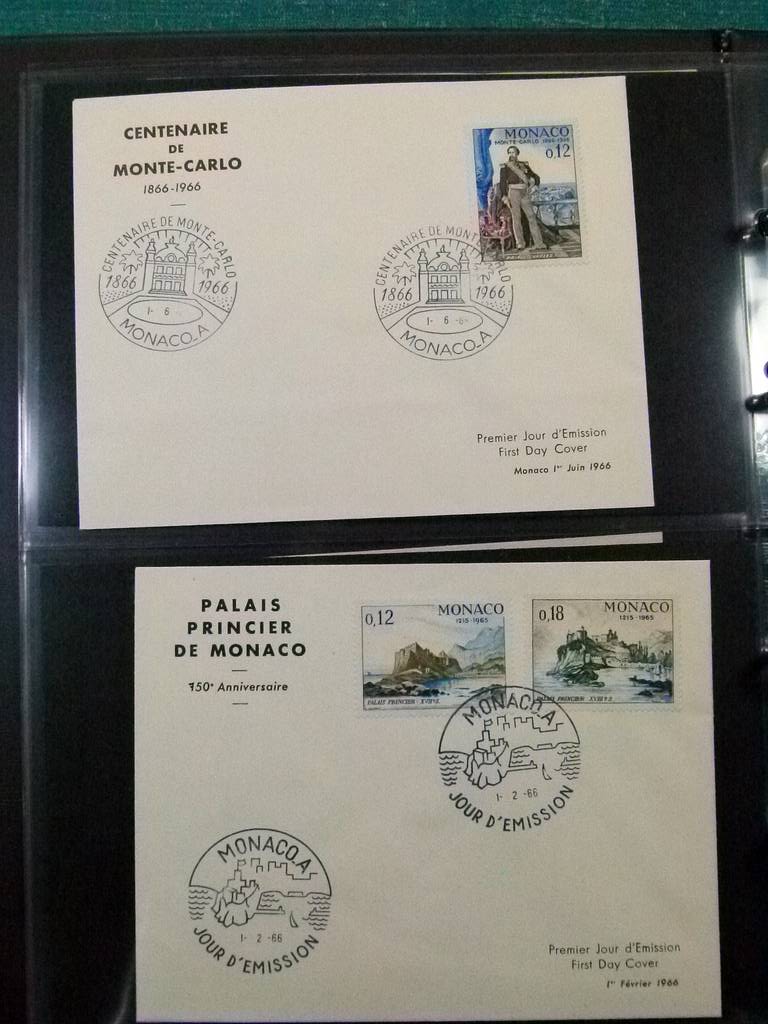 CENTENAIRE
DE
MONTE-CARLO
1866-1966
MONACO
MONTE-CARLO 1866-1966
0,12
CENTENAIRE DE MONTE-CARLO
1866 1966
1- 6
MONACO-A
CENTENAIRE DE MONTE-CARLO
1866 1966
1- 6 -6
MONACO-A
Premier Jour d'Emission
First Day Cover
Monaco 1er Juin 1966
PALAIS
PRINCIER
DE MONACO
750e Anniversaire
0,12 MONACO
1215-1965
PALAIS PRINCIER
0,18 MONACO
1215-1965
PALAIS PRINCIER
MONACO.A
1- 2 -66
JOUR D'EMISSION
MONACO.A
1- 2 -66
JOUR D'EMISSION
Premier Jour d'Emission
First Day Cover
1er Février 1966